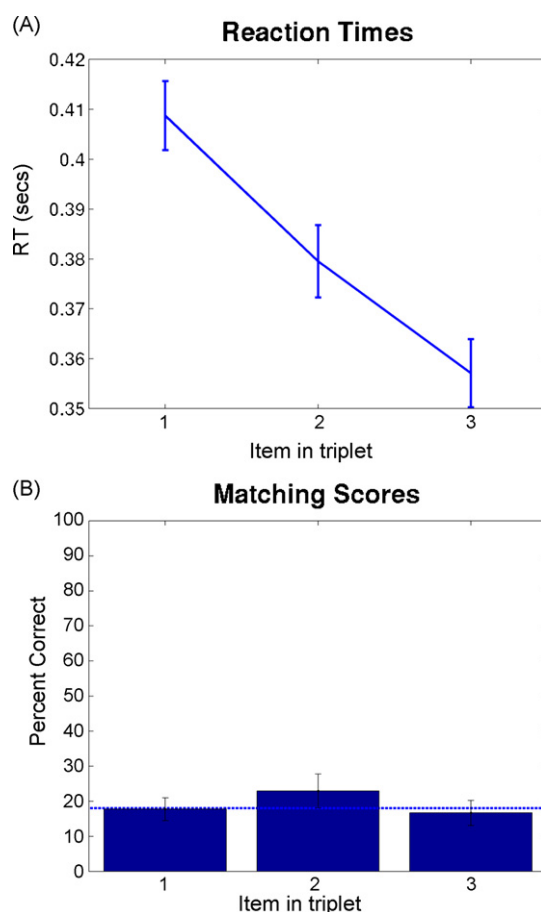 (A)
Reaction Times
0.42
0.41
0.4
0.39
0.38
0.37
0.36
0.35
RT (secs)
1 2 3
Item in triplet
(B)
Matching Scores
100
90
80
70
60
50
40
30
20
10
0
Percent Correct
1 2 3
Item in triplet